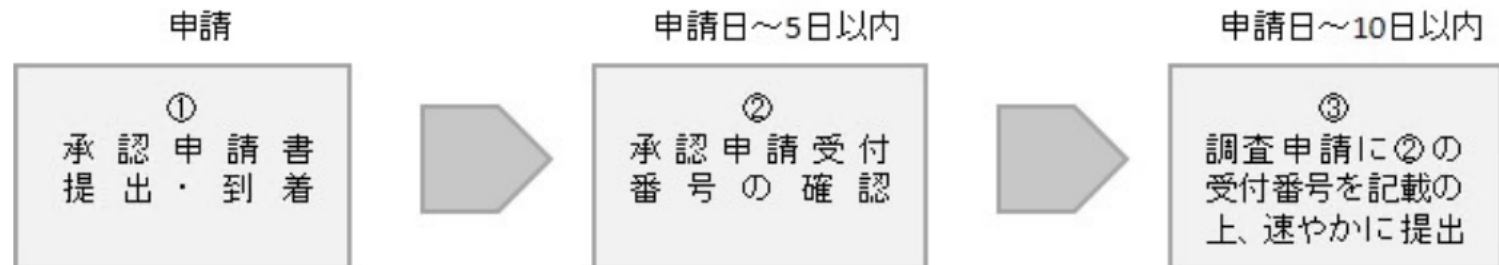 申請
申請日～5日以内
申請日～10日以内
①
承認申請書
提出・到着
②
承認申請受付
番号の確認
③
調査申請に②の
受付番号を記載の
上、速やかに提出